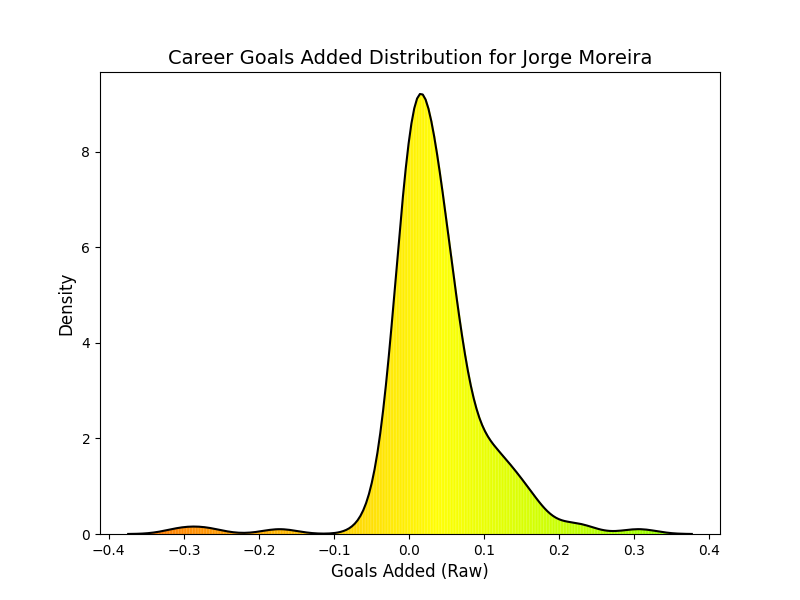 Career Goals Added Distribution for Jorge Moreira
8
6
4
2
0
Density
−0.4 −0.3 −0.2 −0.1 0.0 0.1 0.2 0.3 0.4
Goals Added (Raw)